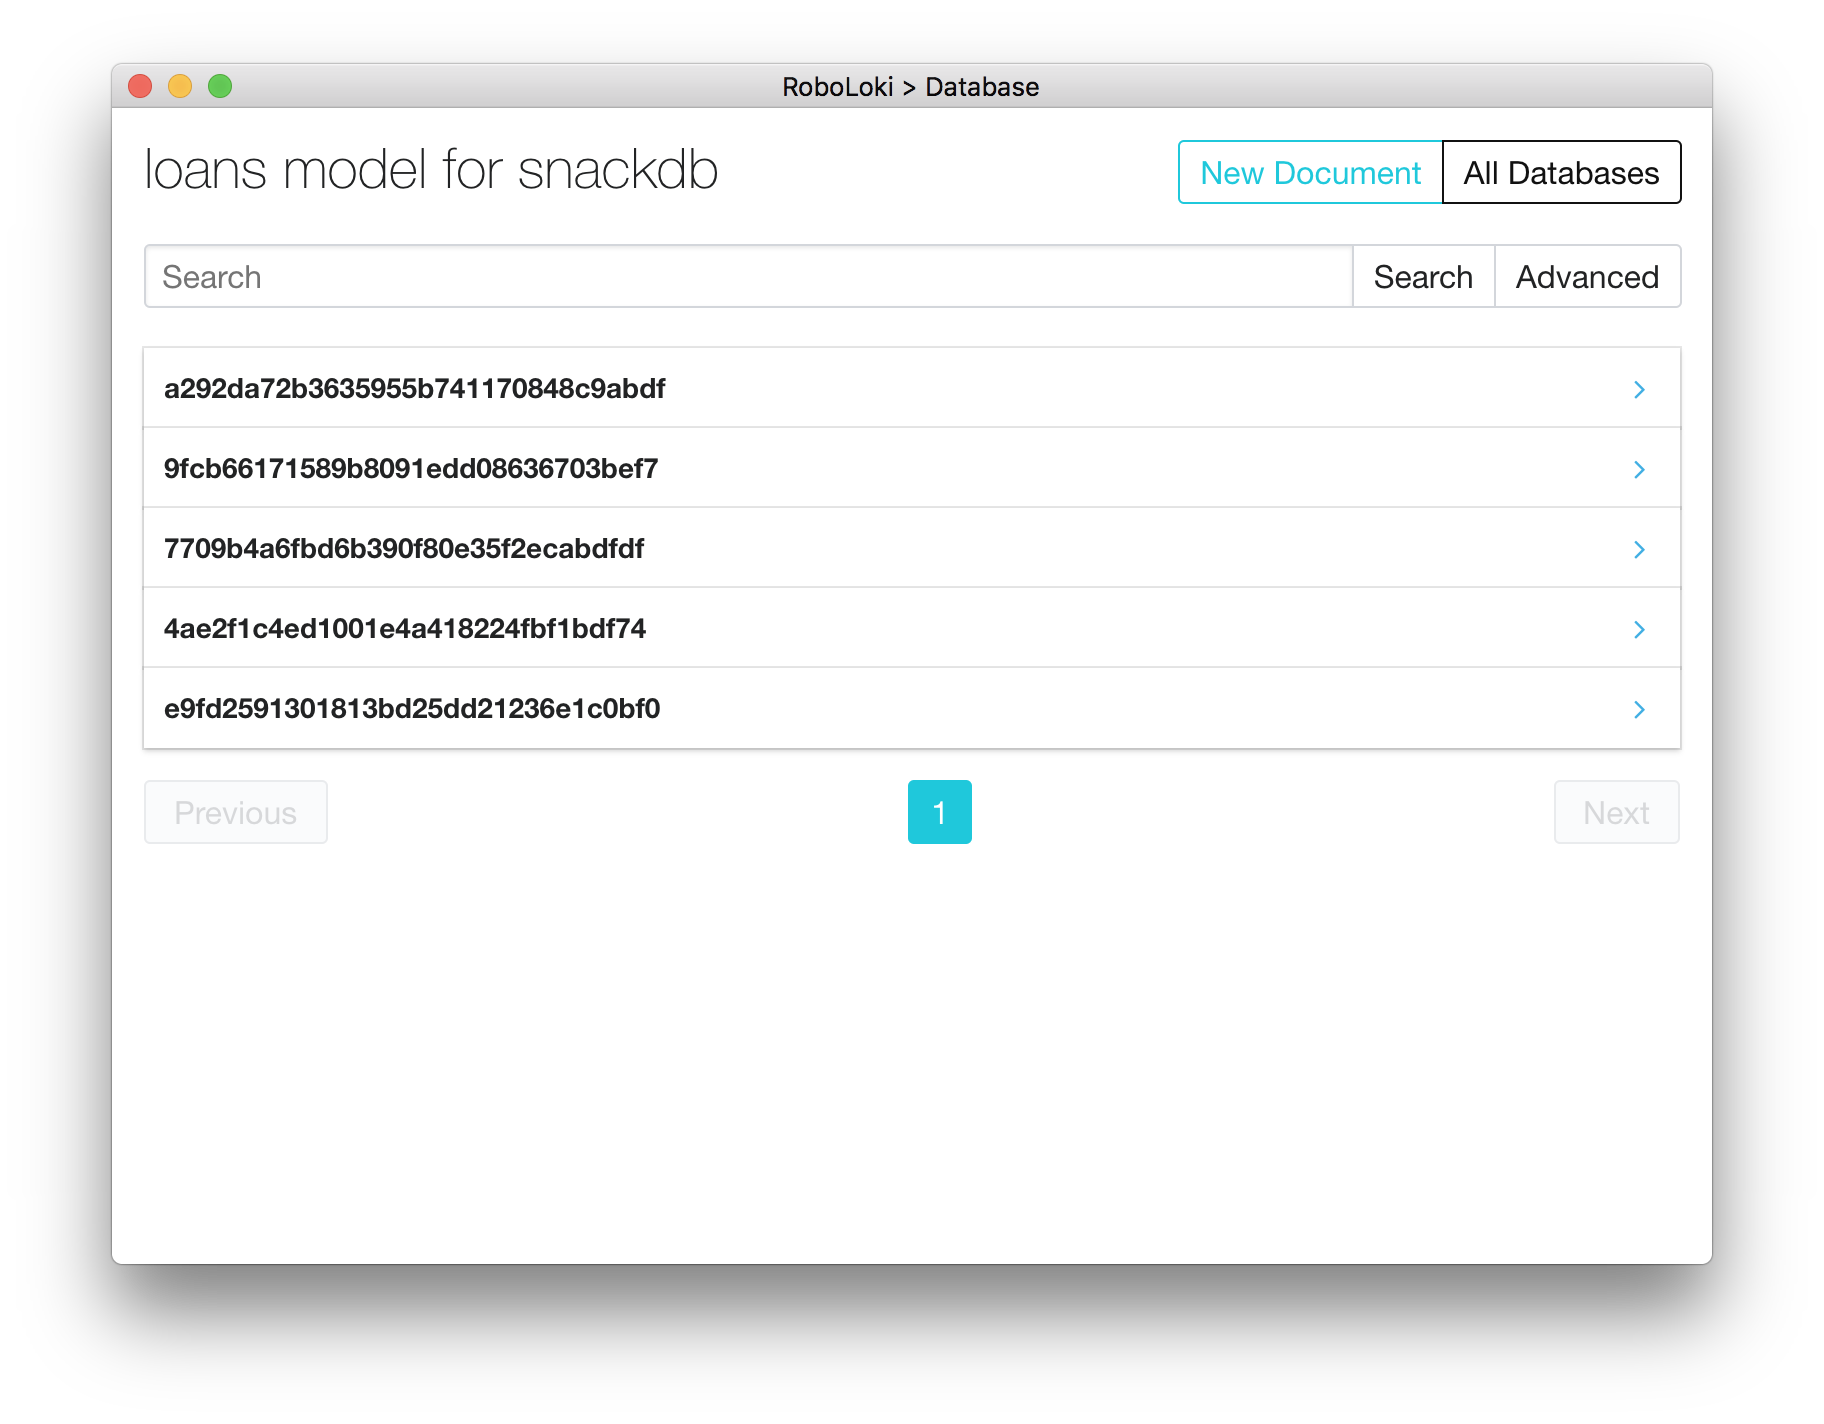 RoboLoki > Database
loans model for snackdb
New Document
All Databases
Search
Search
Advanced
a292da72b3635955b741170848c9abdf
9fcb66171589b8091edd08636703bef7
7709b4a6fbd6b390f80e35f2ecabdfdf
4ae2f1c4ed1001e4a418224fbf1bdf74
e9fd2591301813bd25dd21236e1c0bf0
Previous
1
Next